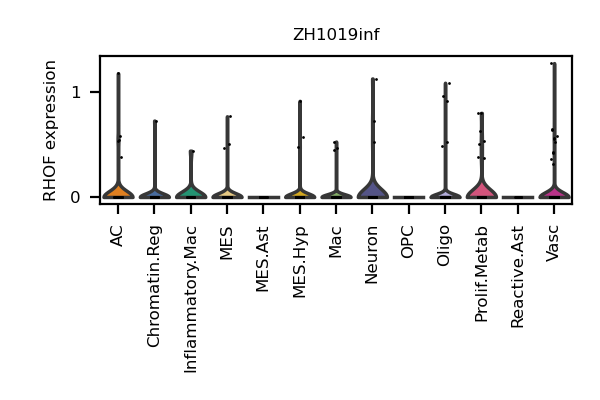 ZH1019inf
RHOF expression
1
0
AC
Chromatin.Reg
Inflammatory.Mac
MES
MES.Ast
MES.Hyp
Mac
Neuron
OPC
Oligo
Prolif.Metab
Reactive.Ast
Vasc